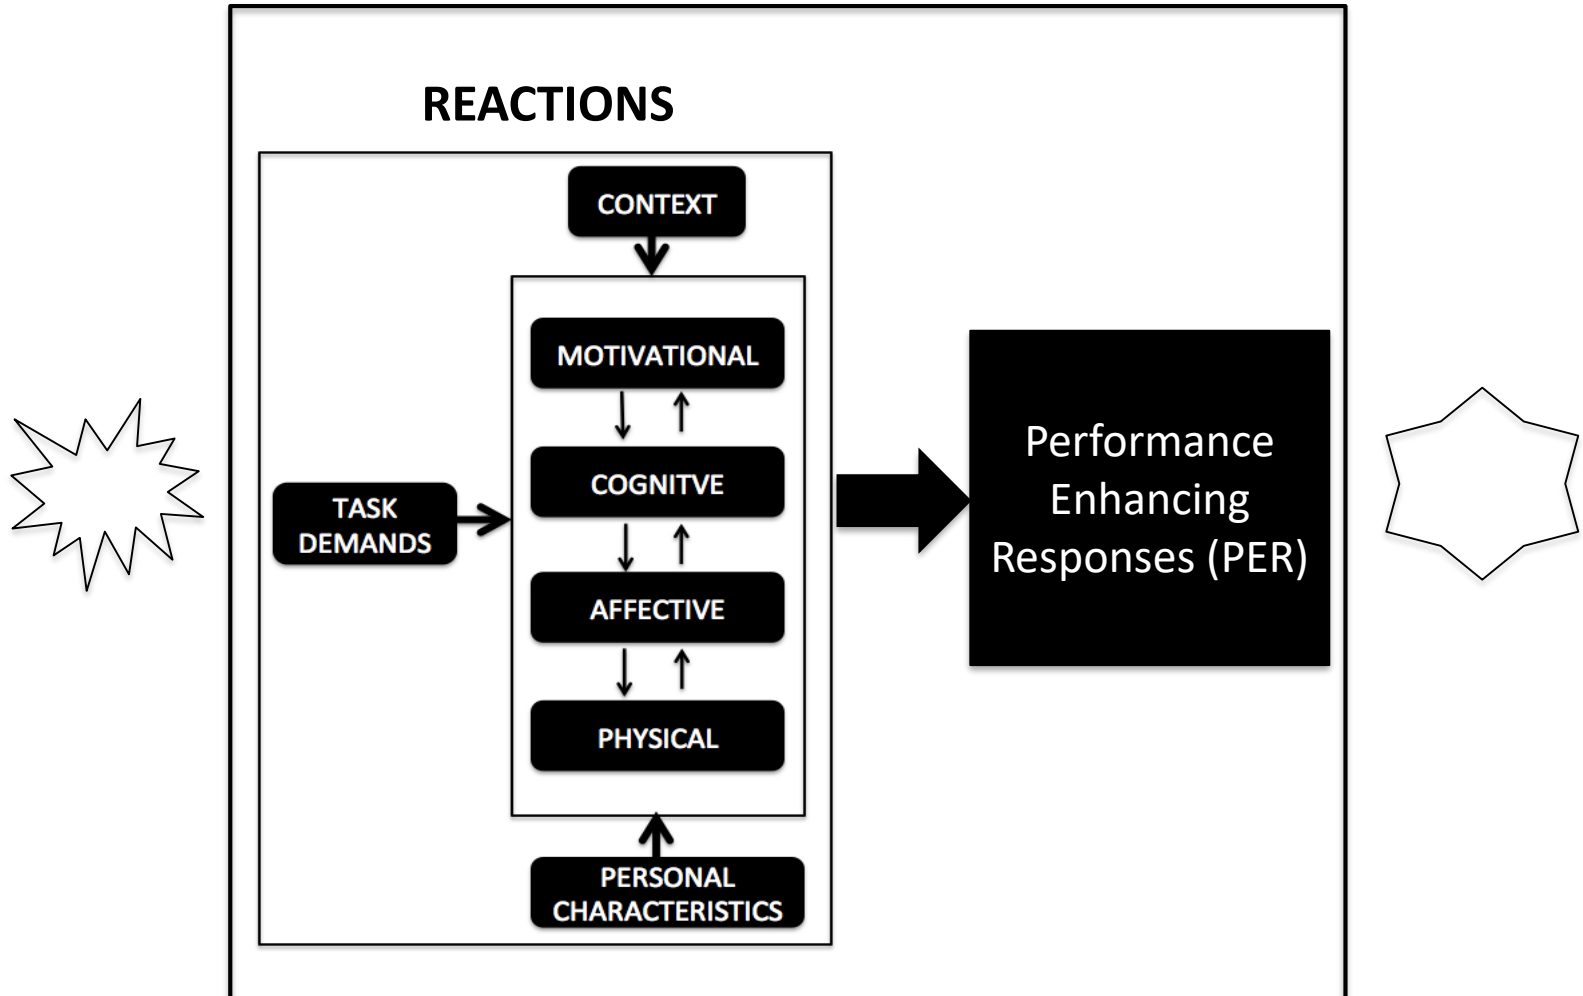 REACTIONS
CONTEXT
MOTIVATIONAL
COGNITVE
TASK
DEMANDS
AFFECTIVE
PHYSICAL
PERSONAL
CHARACTERISTICS
Performance
Enhancing
Responses (PER)